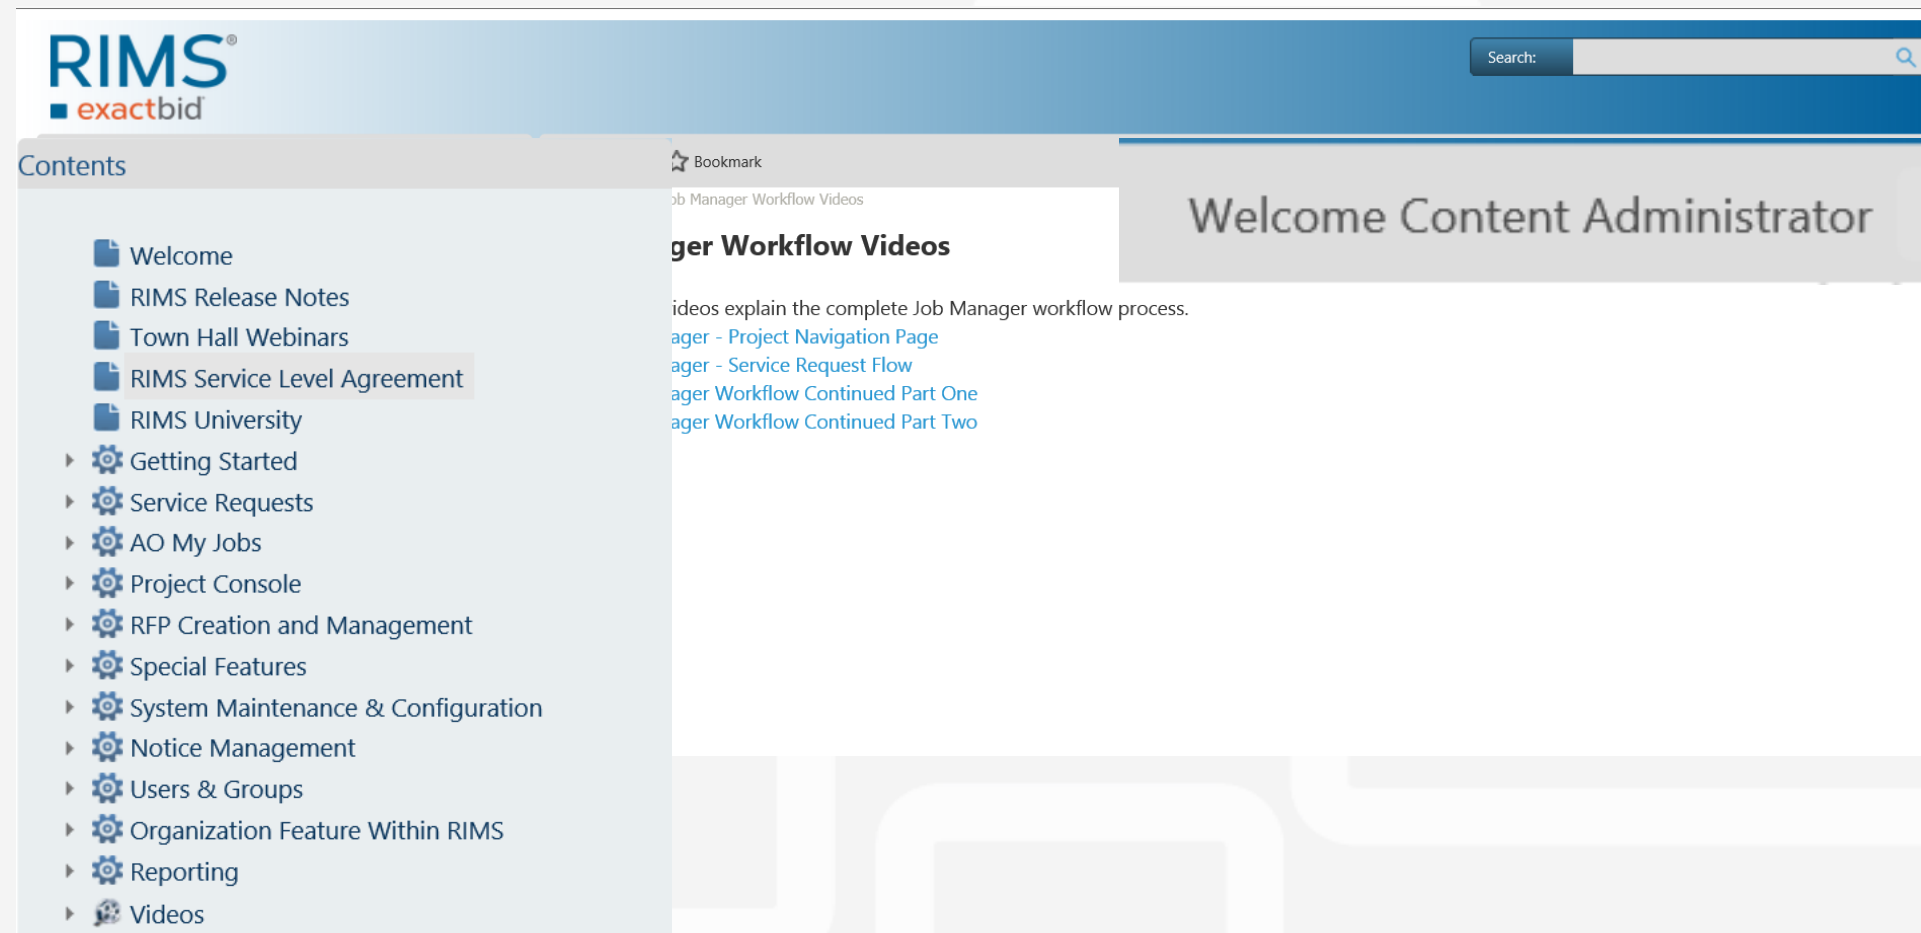 RIMS®
exactbid
Search:
Contents
Bookmark
Job Manager Workflow Videos
Welcome Content Administrator
ger Workflow Videos
ideos explain the complete Job Manager workflow process.
ager - Project Navigation Page
ager - Service Request Flow
ager Workflow Continued Part One
ager Workflow Continued Part Two
Welcome
RIMS Release Notes
Town Hall Webinars
RIMS Service Level Agreement
RIMS University
Getting Started
Service Requests
AO My Jobs
Project Console
RFP Creation and Management
Special Features
System Maintenance & Configuration
Notice Management
Users & Groups
Organization Feature Within RIMS
Reporting
Videos